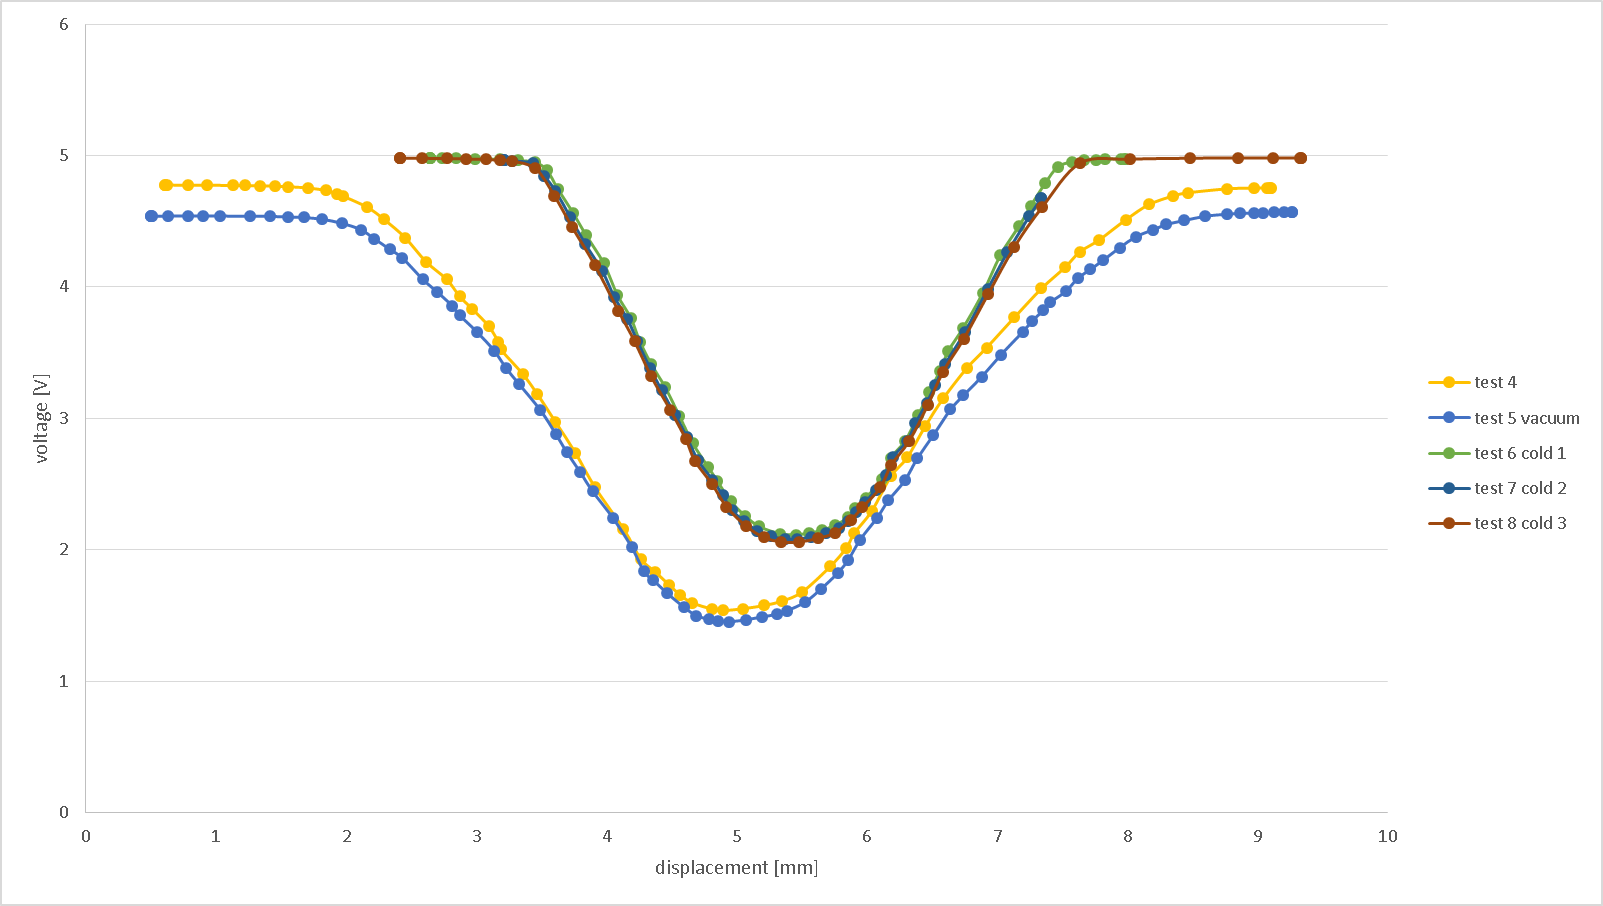 6
5
4
3
2
1
0
voltage [V]
0 1 2 3 4 5 6 7 8 9 10
displacement [mm]
test 4
test 5 vacuum
test 6 cold 1
test 7 cold 2
test 8 cold 3